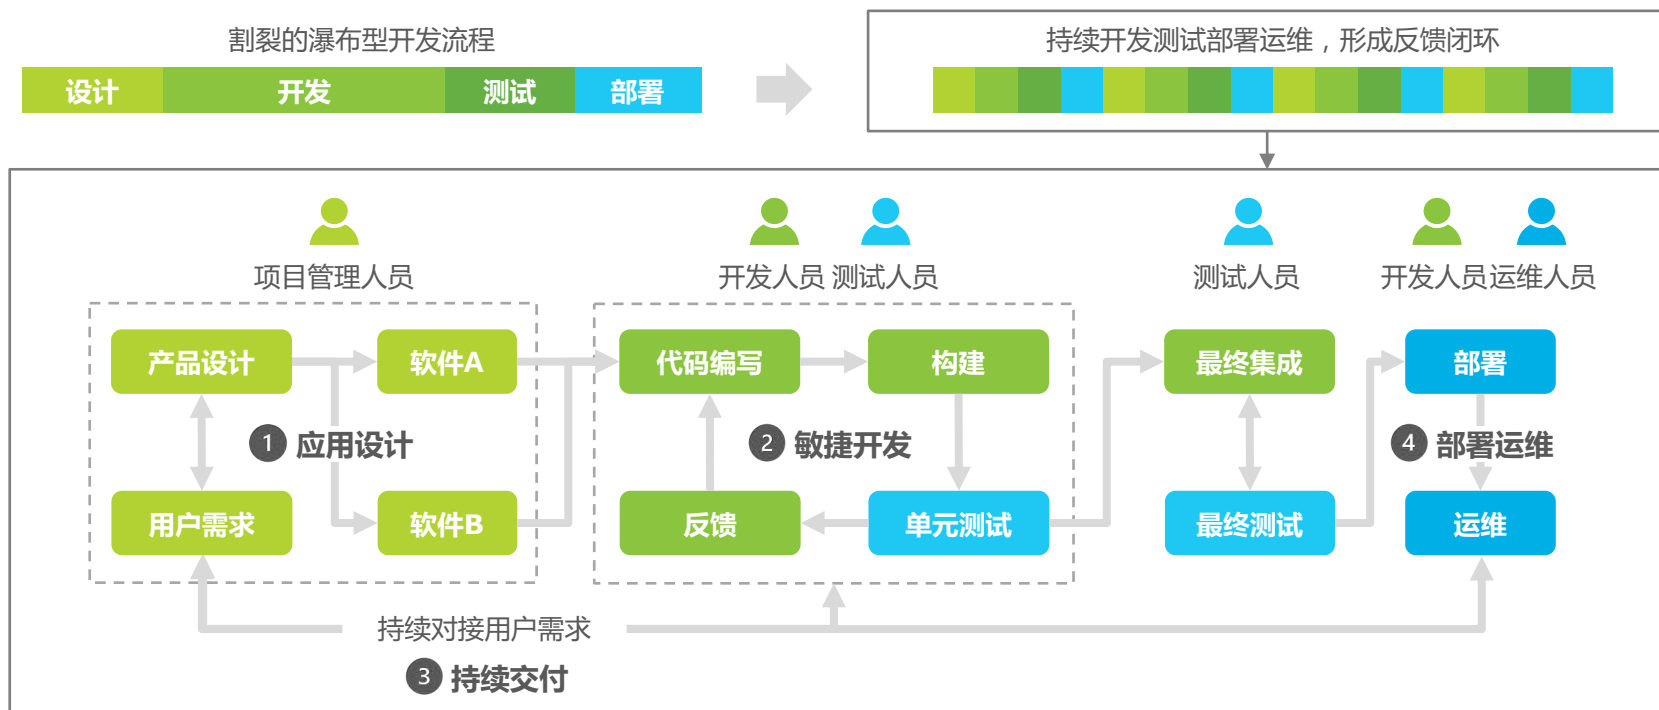 割裂的瀑布型开发流程
持续开发测试部署运维，形成反馈闭环
设计 开发 测试 部署
项目管理人员 开发人员 测试人员 测试人员 开发人员 运维人员
产品设计 软件A 代码编写 构建 最终集成 部署
1 应用设计 2 敏捷开发 4 部署运维
用户需求 软件B 反馈 单元测试 最终测试 运维
持续对接用户需求
3 持续交付